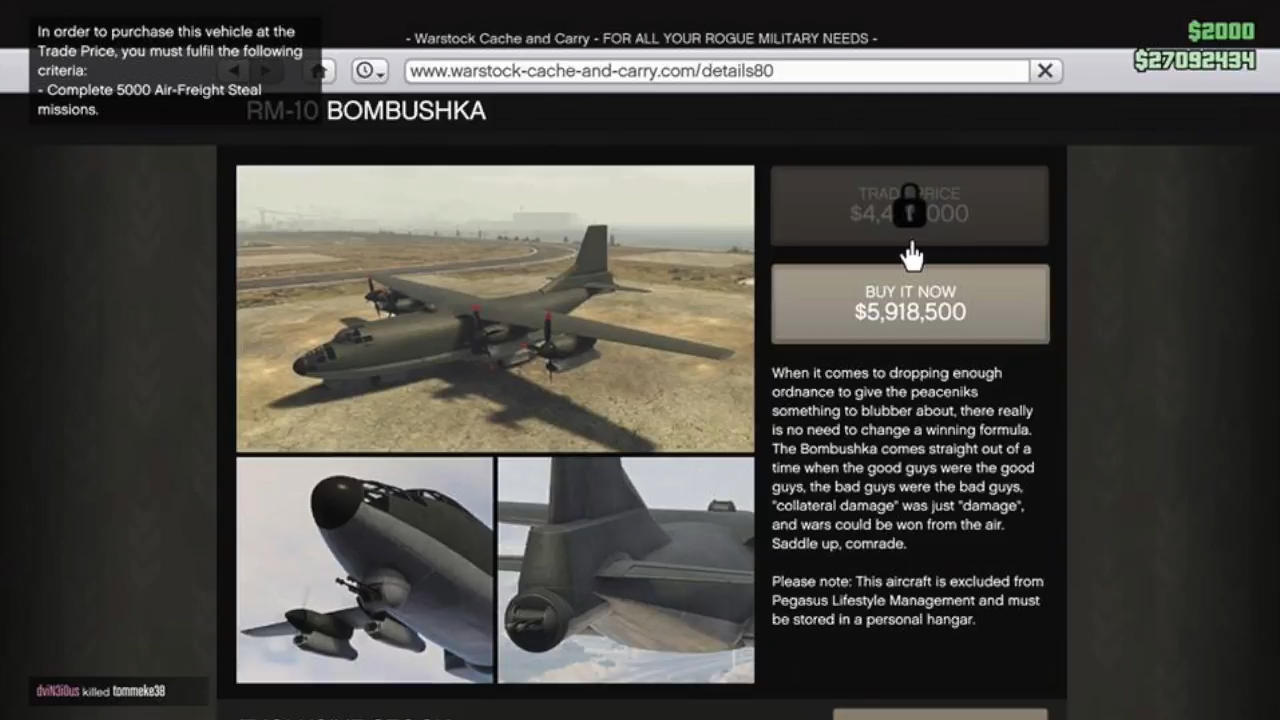 In order to purchase this vehicle at the
Trade Price, you must fulfil the following
criteria:
- Complete 5000 Air-Freight Steal
missions.
- Warstock Cache and Carry - FOR ALL YOUR ROGUE MILITARY NEEDS -
$2000
$27092434
www.warstock-cache-and-carry.com/details80
RM-10 BOMBUSHKA
TRADE PRICE
BUY IT NOW
$5,918,500
When it comes to dropping enough
ordnance to give the peaceniks
something to blubber about, there really
is no need to change a winning formula.
The Bombushka comes straight out of a
time when the good guys were the good
guys, the bad guys were the bad guys,
"collateral damage" was just "damage",
and wars could be won from the air.
Saddle up, comrade.
Please note: This aircraft is excluded from
Pegasus Lifestyle Management and must
be stored in a personal hangar.
dviN3i0us killed tommeke38